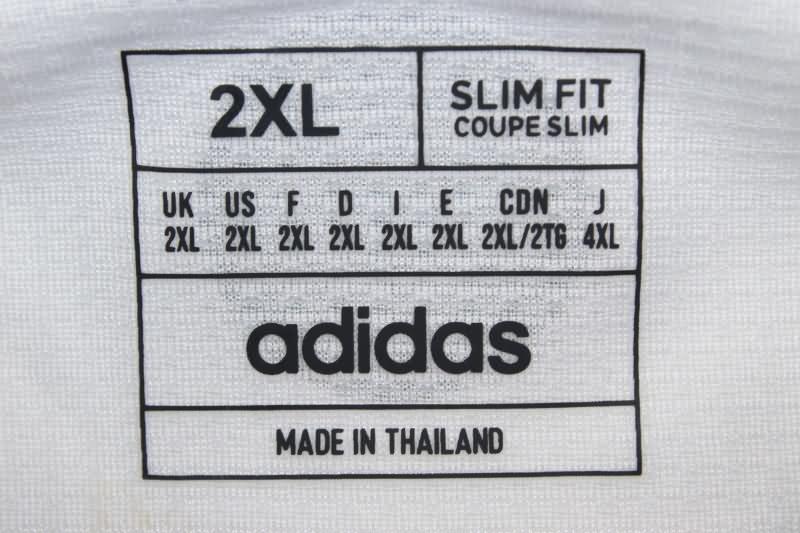 2XL
SLIM FIT
COUPE SLIM
UK US F D I E CDN J
2XL 2XL 2XL 2XL 2XL 2XL 2XL/2TG 4XL
adidas
MADE IN THAILAND